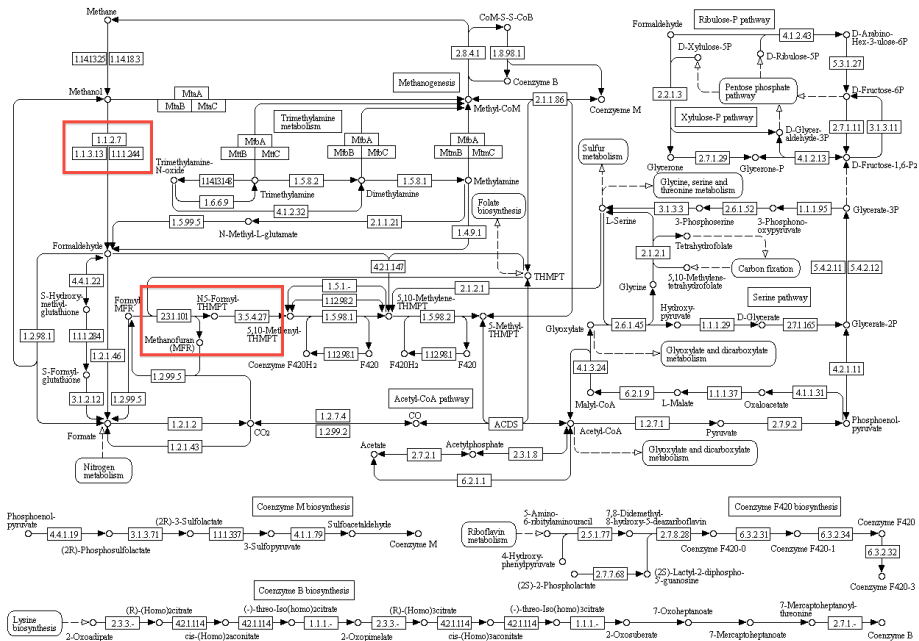 Methane
CoM-S-S-CoB
Formaldehyde
Ribulose-P pathway
4.1.2.43
D-Arabino-
Hex-3-ulose-6P
1.14.13.25
1.14.18.3
2.8.4.1
1.8.98.1
D-Xylulose-5P
D-Ribulose-5P
5.3.1.27
Methanogenesis
Coenzyme B
Methanol
MtaA
MtaB
MtaC
Methyl-CoM
2.1.1.86
Coenzyeme M
2.2.1.3
Pentose phosphate
pathway
D-Fructose-6P
Trimethylamine
metabolism
Xylulose-P pathway
D-Glycer-
aldehyde-3P
2.7.1.11
3.1.3.11
1.1.2.7
1.1.3.13
1.1.1.244
MtbA
MttB
MttC
MtbA
MtbB
MtbC
MtbA
MtmB
MtmC
Sulfur
metabolism
Glycerone
2.7.1.29
Glycerone-P
4.1.2.13
D-Fructose-1,6-P2
Trimethylamine-
N-oxide
1.14.13.148
Trimethylamine
1.5.8.2
Dimethylamine
1.5.8.1
Methylamine
Glycine, serine and
threonine metabolism
1.6.6.9
4.1.2.32
Folate
biosynthesis
1.5.99.5
N-Methyl-L-glutamate
2.1.1.21
1.4.9.1
L-Serine
3.1.3.3
3-Phosphoserine
2.6.1.52
3-Phosphono-
oxypyruvate
1.1.1.95
Glycerate-3P
Formaldehyde
4.2.1.147
THMPT
2.1.2.1
Tetrahydrofolate
Carbon fixation
5.4.2.11
5.4.2.12
4.4.1.22
1.5.1.-
1.12.98.2
2.1.2.1
Glycine
5,10-Methylene-
tetrahydrofolate
Serine pathway
S-Hydroxy-
methyl-
glutathione
Formyl
MFR
N5-Formyl-
THMPT
2.3.1.101
3.5.4.27
5,10-Methenyl-
THMPT
1.5.98.1
5,10-Methylene-
THMPT
1.5.98.2
5-Methyl-
THMPT
Glyoxylate
2.6.1.45
Hydroxy-
pyruvate
1.1.1.29
D-Glycerate
2.7.1.165
Glycerate-2P
1.2.98.1
1.1.1.284
Methanofuran
(MFR)
1.2.1.46
Coenzyme F420H2
1.12.98.1
F420
F420H2
1.12.98.1
F420
Glyoxylate and dicarboxylate
metabolism
S-Formyl-
glutathione
1.2.99.5
4.1.3.24
4.2.1.11
3.1.2.12
1.2.99.5
Acetyl-CoA pathway
Malyl-CoA
6.2.1.9
L-Malate
1.1.1.37
Oxaloacetate
4.1.1.31
Formate
1.2.1.2
CO2
1.2.7.4
1.2.99.2
CO
ACDS
Acetyl-CoA
1.2.7.1
Pyruvate
2.7.9.2
Phosphoenol-
pyruvate
1.2.1.43
Acetate
2.7.2.1
Acetylphosphate
2.3.1.8
Glyoxylate and dicarboxylate
metabolism
Nitrogen
metabolism
6.2.1.1
Coenzyme M biosynthesis
Phosphoenol-
pyruvate
4.4.1.19
(2R)-Phosphosulfolactate
3.1.3.71
(2R)-3-Sulfolactate
1.1.1.337
3-Sulfopyruvate
4.1.1.79
Sulfoacetaldehyde
Coenzyme M
Coenzyme F420 biosynthesis
Riboflavin
metabolism
5-Amino-
6-ribitylaminouracil
2.5.1.77
7,8-Didemethyl-
8-hydroxy-5-deazariboflavin
2.7.8.28
Coenzyme F420-0
6.3.2.31
Coenzyme F420-1
6.3.2.34
Coenzyme F420
4-Hydroxy-
phenylpyruvate
6.3.2.32
(2S)-2-Phospholactate
2.7.7.68
(2S)-Lactyl-2-diphospho-
5'-guanosine
Coenzyme F420-3
Coenzyme B biosynthesis
Lysine
biosynthesis
2-Oxoadipate
2.3.3.-
(R)-(Homo)2citrate
4.2.1.114
cis-(Homo)2aconitate
4.2.1.114
(-)-threo-Iso(homo)2citrate
1.1.1.-
2-Oxopimelate
2.3.3.-
(R)-(Homo)3citrate
4.2.1.114
cis-(Homo)3aconitate
4.2.1.114
(-)-threo-Iso(homo)3citrate
1.1.1.-
2-Oxosuberate
7-Oxoheptanoate
7-Mercaptoheptanoate
7-Mercaptoheptanoyl-
threonine
2.7.1.-
Coenzyme B